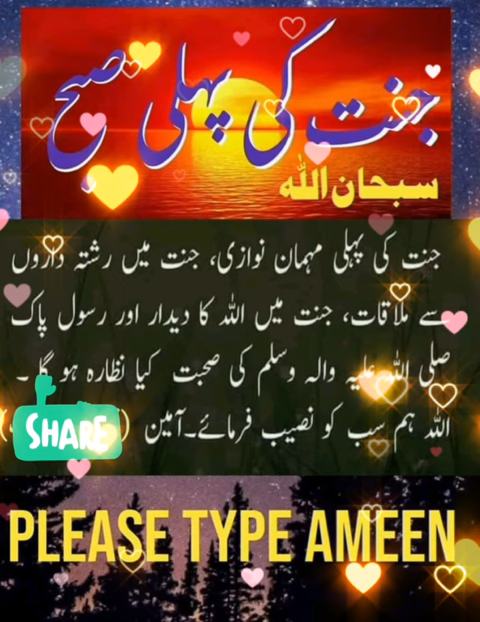 جنت کی پہلی صبح
سبحان اللہ
جنت کی پہلی مہمان نوازی، جنت میں رشتہ داروں
سے ملاقات، جنت میں اللہ کا دیدار اور رسول پاک
صلی اللہ علیہ والہ وسلم کی صحبت کیا نظارہ ہو گا ۔
اللہ ہم سب کو نصیب فرمائے۔آمین
SHARE
PLEASE TYPE AMEEN